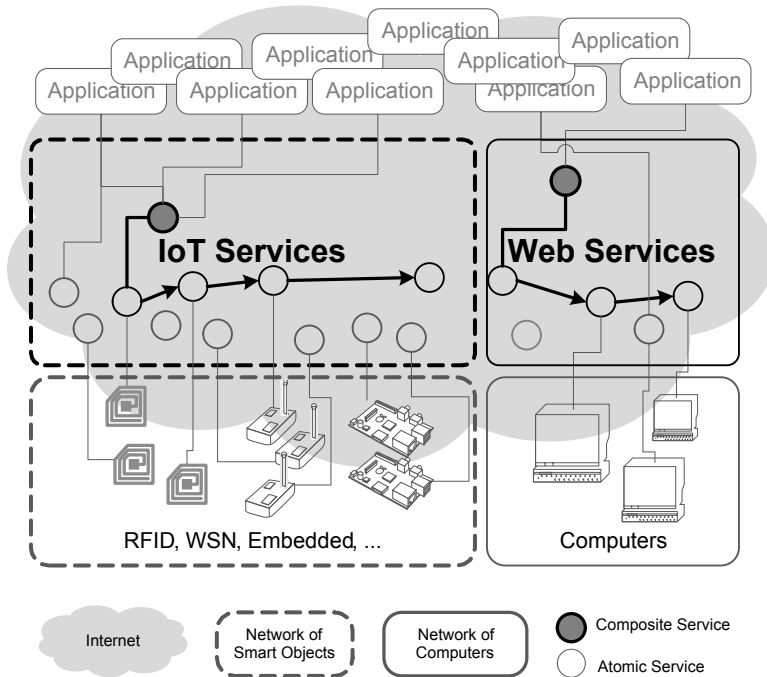 Application
Application
Application
Application
Application
Application
Application
Application
Application
Application
IoT Services
Web Services
RFID, WSN, Embedded, ...
Computers
Internet
Network of
Smart Objects
Network of
Computers
Composite Service
Atomic Service